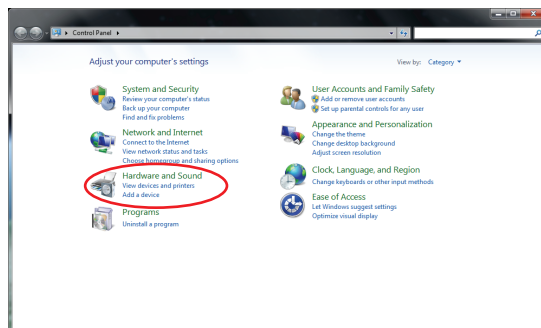 Control Panel
Adjust your computer's settings
View by: Category
System and Security
Review your computer's status
Back up your computer
Find and fix problems
Network and Internet
Connect to the Internet
View network status and tasks
Choose homegroup and sharing options
Hardware and Sound
View devices and printers
Add a device
Programs
Uninstall a program
User Accounts and Family Safety
Add or remove user accounts
Set up parental controls for any user
Appearance and Personalization
Change the theme
Change desktop background
Adjust screen resolution
Clock, Language, and Region
Change keyboards or other input methods
Ease of Access
Let Windows suggest settings
Optimize visual display